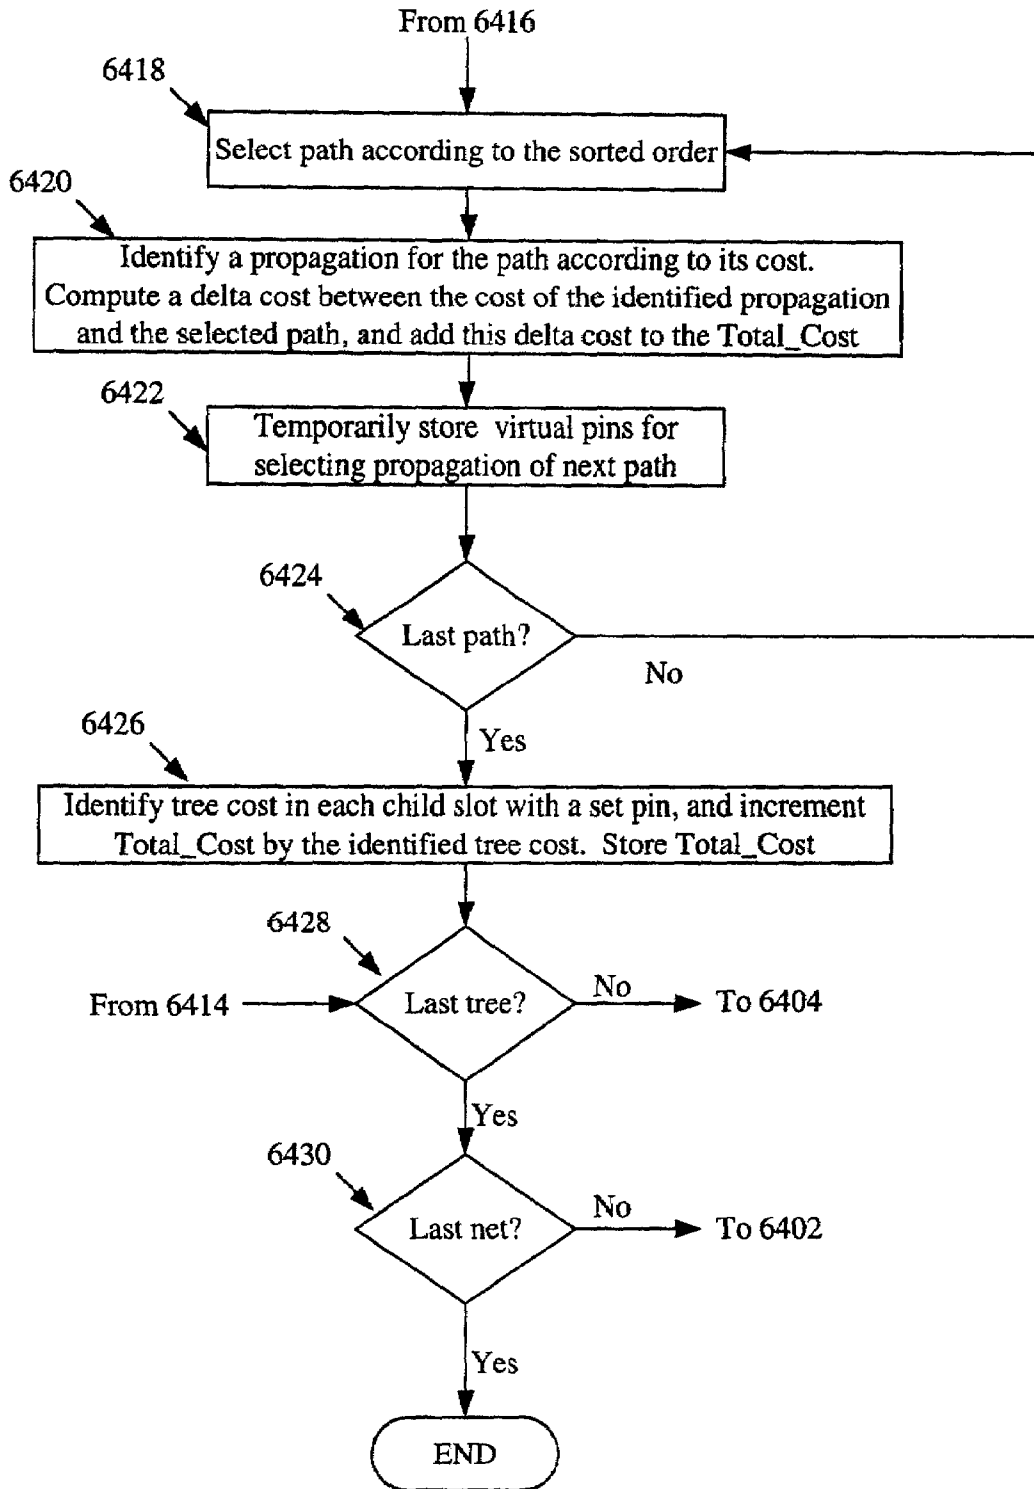 From 6416
6418
Select path according to the sorted order
6420
Identify a propagation for the path according to its cost.
Compute a delta cost between the cost of the identified propagation
and the selected path, and add this delta cost to the Total_Cost
6422
Temporarily store virtual pins for
selecting propagation of next path
6424
Last path?
No
Yes
6426
Identify tree cost in each child slot with a set pin, and increment
Total_Cost by the identified tree cost. Store Total_Cost
6428
From 6414
Last tree?
No
To 6404
Yes
6430
Last net?
No
To 6402
Yes
END